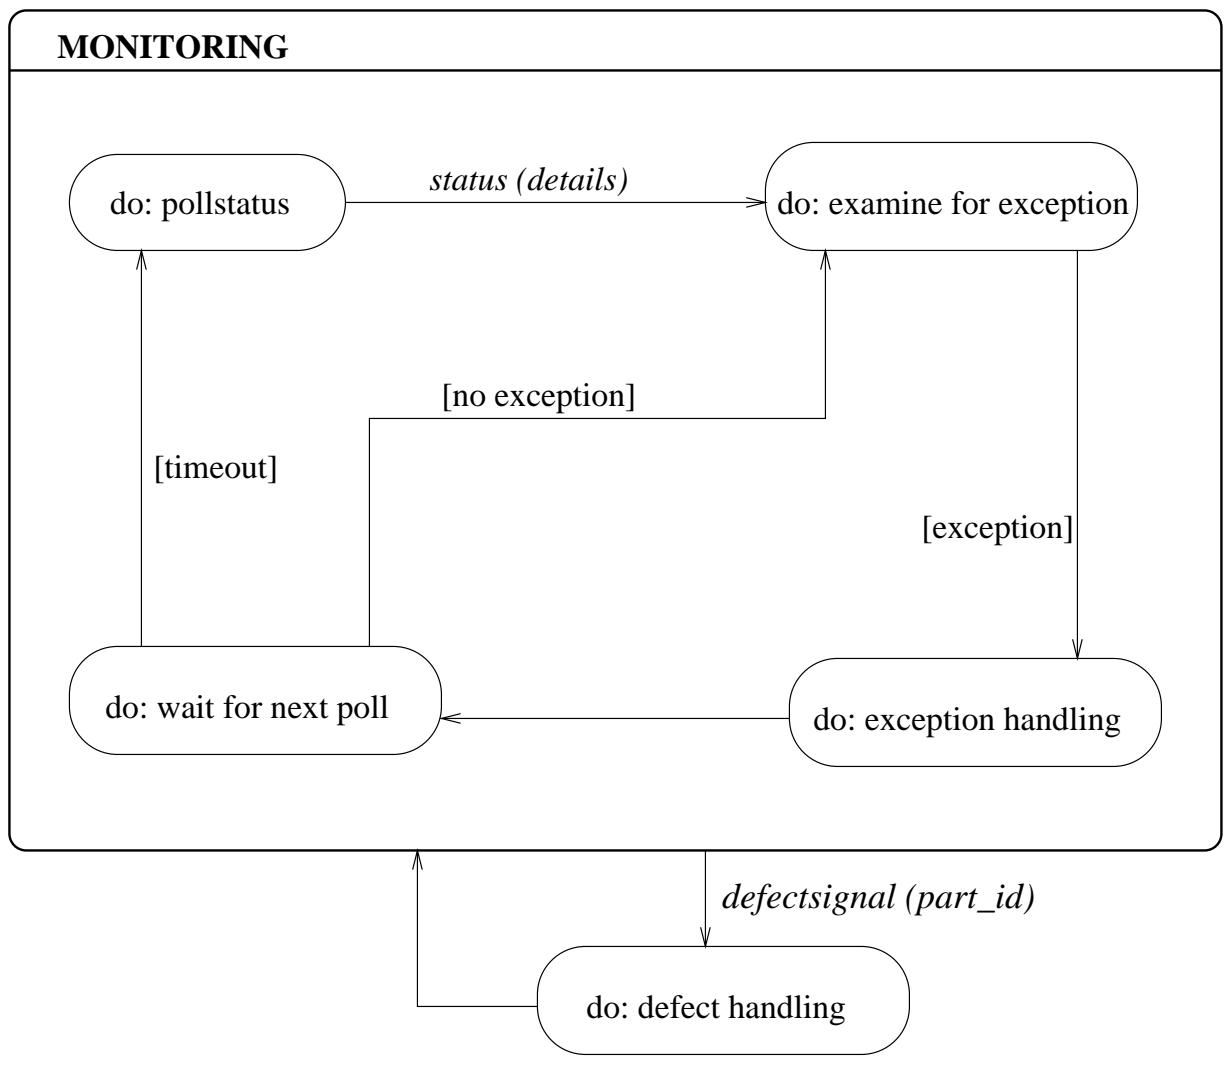 MONITORING
status (details)
do: pollstatus
do: examine for exception
[no exception]
[timeout]
[exception]
do: wait for next poll
do: exception handling
defectsignal (part_id)
do: defect handling